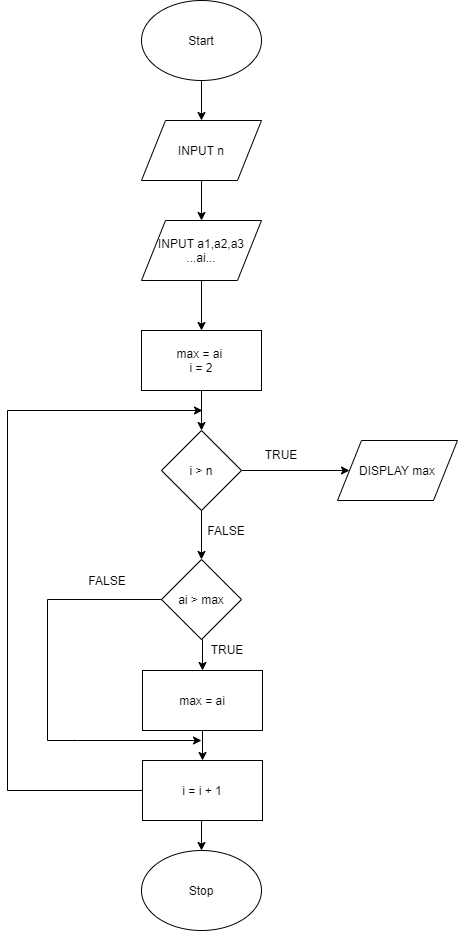 Start
INPUT n
INPUT a1,a2,a3
...ai...
max = ai
i = 2
i > n
TRUE
DISPLAY max
FALSE
ai > max
FALSE
TRUE
max = ai
i = i + 1
Stop